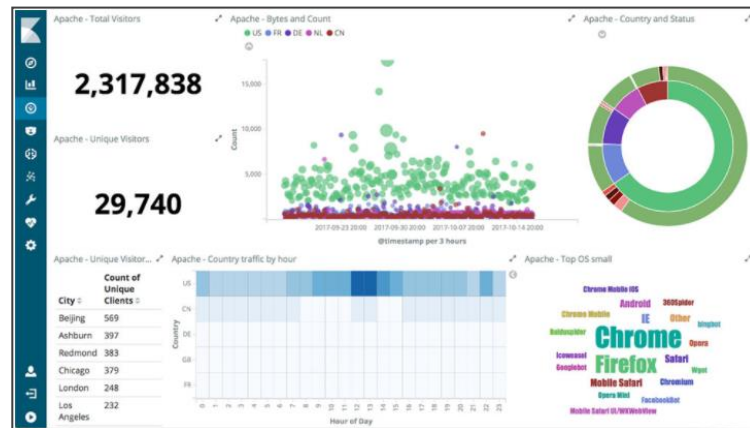 Apache - Total Visitors
2,317,838
Apache - Unique Visitors
29,740
Apache - Bytes and Count
US FR DE NL CN
Count
15,000
10,000
5,000
2017-09-23 20:00 2017-09-30 20:00 2017-10-07 20:00 2017-10-14 20:00
@timestamp per 3 hours
Apache - Country and Status
Apache - Unique Visitor...
City Count of Unique Clients
Beijing 569
Ashburn 397
Redmond 383
Chicago 379
London 248
Los Angeles 232
Apache - Country traffic by hour
Country
US
CN
DE
GB
FR
0 1 2 3 4 5 6 7 8 9 10 11 12 13 14 15 16 17 18 19 20 21 22 23
Hour of Day
Apache - Top OS small
Chrome Mobile iOS
Android 360Spider
Chrome Mobile IE Other bingbot
Baiduspider Chrome Opera
Iceweasel Firefox Safari
Googlebot Wget
Mobile Safari Chromium
Opera Mini FacebookBot
Mobile Safari UI/WKWebView